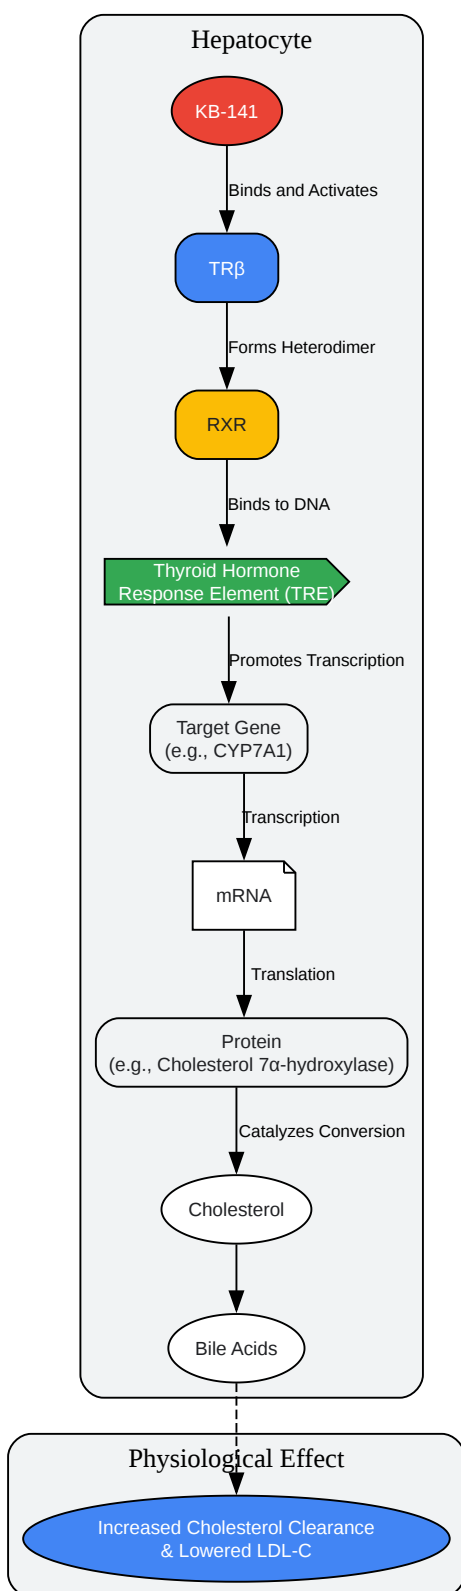 Hepatocyte
KB-141
Binds and Activates
TRβ
Forms Heterodimer
RXR
Binds to DNA
Thyroid Hormone
Response Element (TRE)
Promotes Transcription
Target Gene
(e.g., CYP7A1)
Transcription
mRNA
Translation
Protein
(e.g., Cholesterol 7α-hydroxylase)
Catalyzes Conversion
Cholesterol
Bile Acids
Physiological Effect
Increased Cholesterol Clearance
& Lowered LDL-C